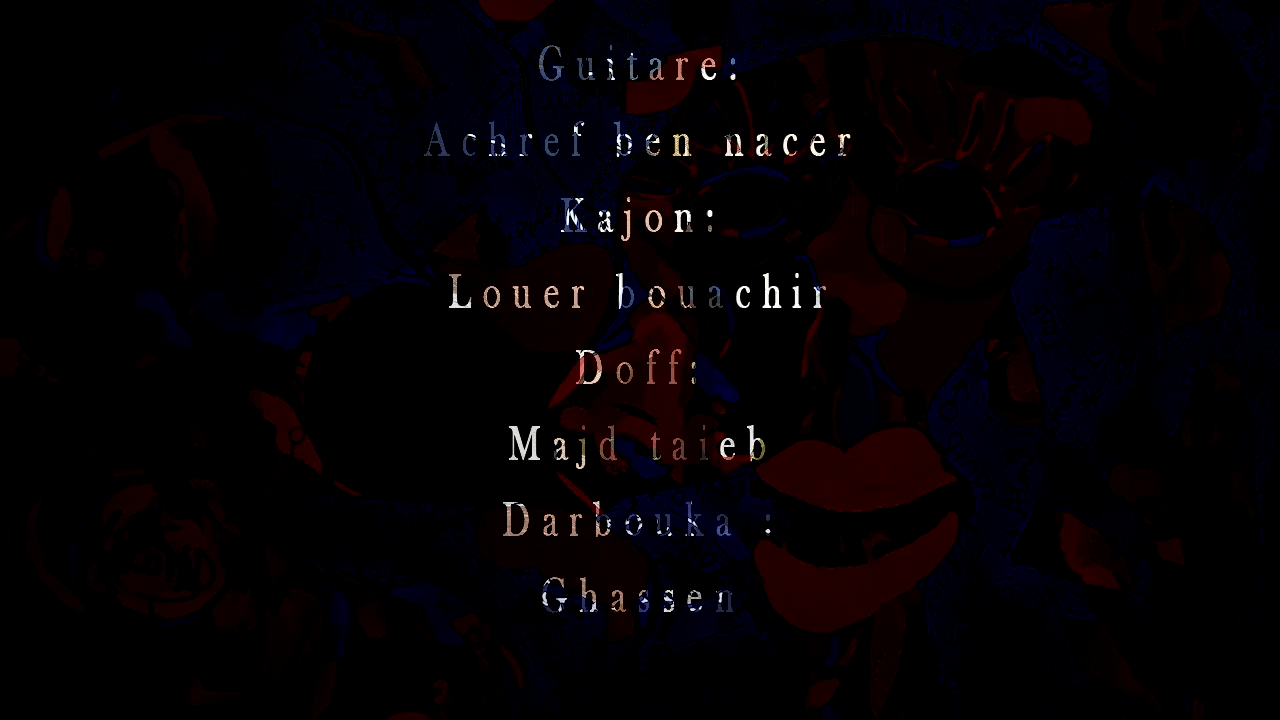 Guitare:
Achref ben nacer
Kajon:
Louer bouachir
Doff:
Majd taieb
Darbouka :
Ghassen